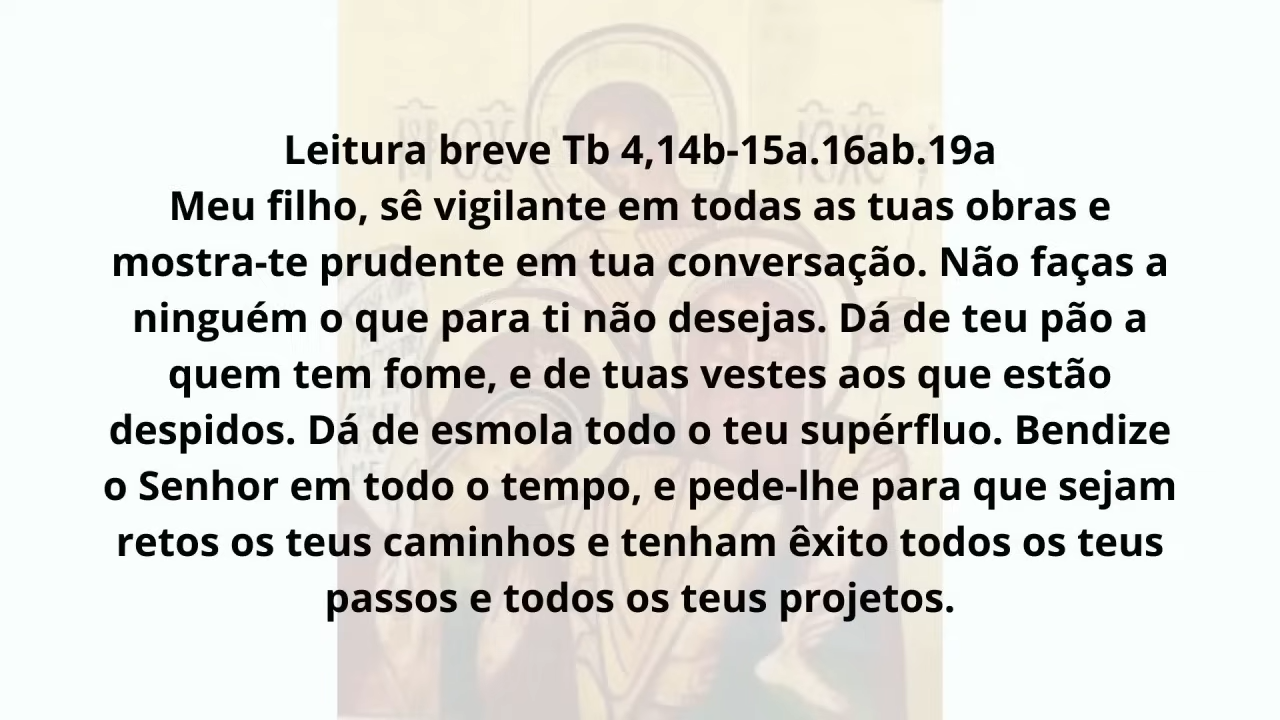 Leitura breve Tb 4,14b-15a.16ab.19a
Meu filho, sê vigilante em todas as tuas obras e
mostra-te prudente em tua conversação. Não faças a
ninguém o que para ti não desejas. Dá de teu pão a
quem tem fome, e de tuas vestes aos que estão
despidos. Dá de esmola todo o teu supérfluo. Bendize
o Senhor em todo o tempo, e pede-lhe para que sejam
retos os teus caminhos e tenham êxito todos os teus
passos e todos os teus projetos.